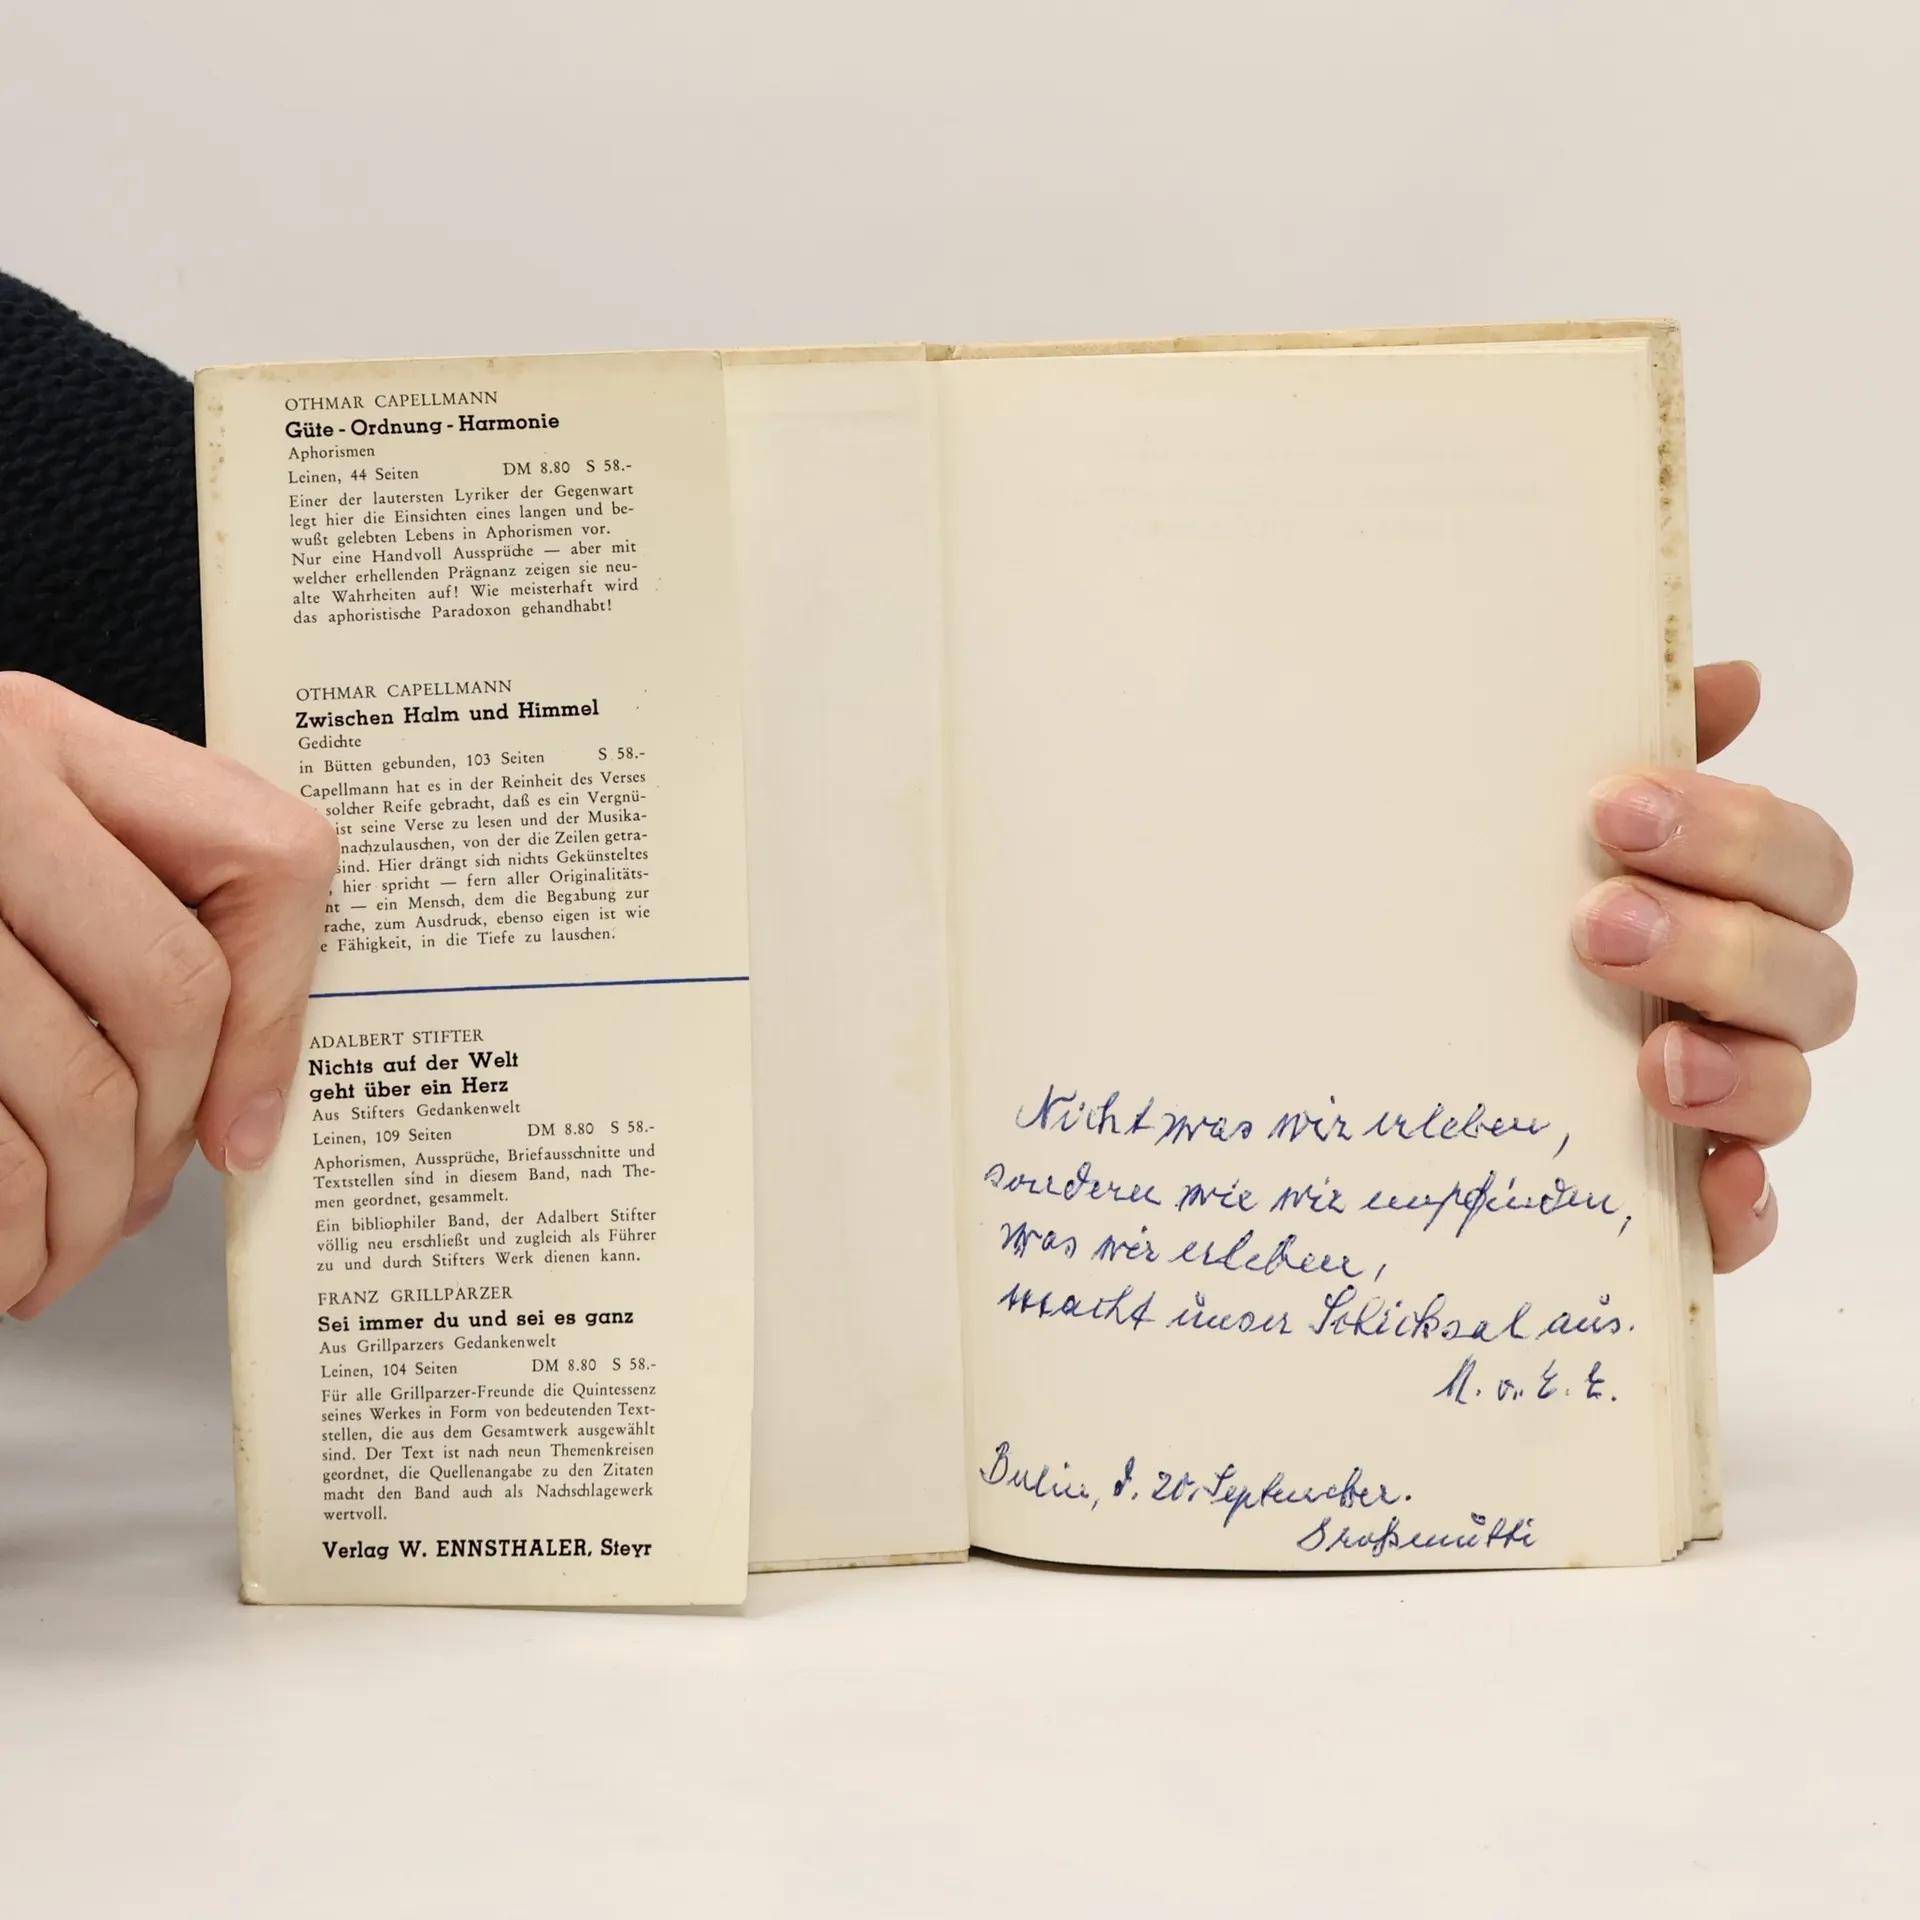 OTHMAR CAPELLMANN
Güte - Ordnung - Harmonie
Aphorismen
Leinen, 44 Seiten DM 8.80 S 58.-
Einer der lautersten Lyriker der Gegenwart
legt hier die Einsichten eines langen und be-
wußt gelebten Lebens in Aphorismen vor.
Nur eine Handvoll Aussprüche — aber mit
welcher erhellenden Prägnanz zeigen sie neu-
alte Wahrheiten auf! Wie meisterhaft wird
das aphoristische Paradoxon gehandhabt!
OTHMAR CAPELLMANN
Zwischen Halm und Himmel
Gedichte
in Bütten gebunden, 103 Seiten S 58.-
Capellmann hat es in der Reinheit des Verses
solcher Reife gebracht, daß es ein Vergnü-
ist seine Verse zu lesen und der Musika-
nachzulauschen, von der die Zeilen getra-
sind. Hier drängt sich nichts Gekünsteltes
, hier spricht — fern aller Originalitäts-
ht — ein Mensch, dem die Begabung zur
rache, zum Ausdruck, ebenso eigen ist wie
e Fähigkeit, in die Tiefe zu lauschen.
ADALBERT STIFTER
Nichts auf der Welt
geht über ein Herz
Aus Stifters Gedankenwelt
Leinen, 109 Seiten DM 8.80 S 58.-
Aphorismen, Aussprüche, Briefausschnitte und
Textstellen sind in diesem Band, nach The-
men geordnet, gesammelt.
Ein bibliophiler Band, der Adalbert Stifter
völlig neu erschließt und zugleich als Führer
zu und durch Stifters Werk dienen kann.
FRANZ GRILLPARZER
Sei immer du und sei es ganz
Aus Grillparzers Gedankenwelt
Leinen, 104 Seiten DM 8.80 S 58.-
Für alle Grillparzer-Freunde die Quintessenz
seines Werkes in Form von bedeutenden Text-
stellen, die aus dem Gesamtwerk ausgewählt
sind. Der Text ist nach neun Themenkreisen
geordnet, die Quellenangabe zu den Zitaten
macht den Band auch als Nachschlagewerk
wertvoll.
Verlag W. ENNSTHALER, Steyr
Nicht was wir erleben,
sondern wie wir empfinden,
was wir erleben,
macht unser Schicksal aus.
M. v. E. E.
Berlin, d. 20. September.
Großmutti